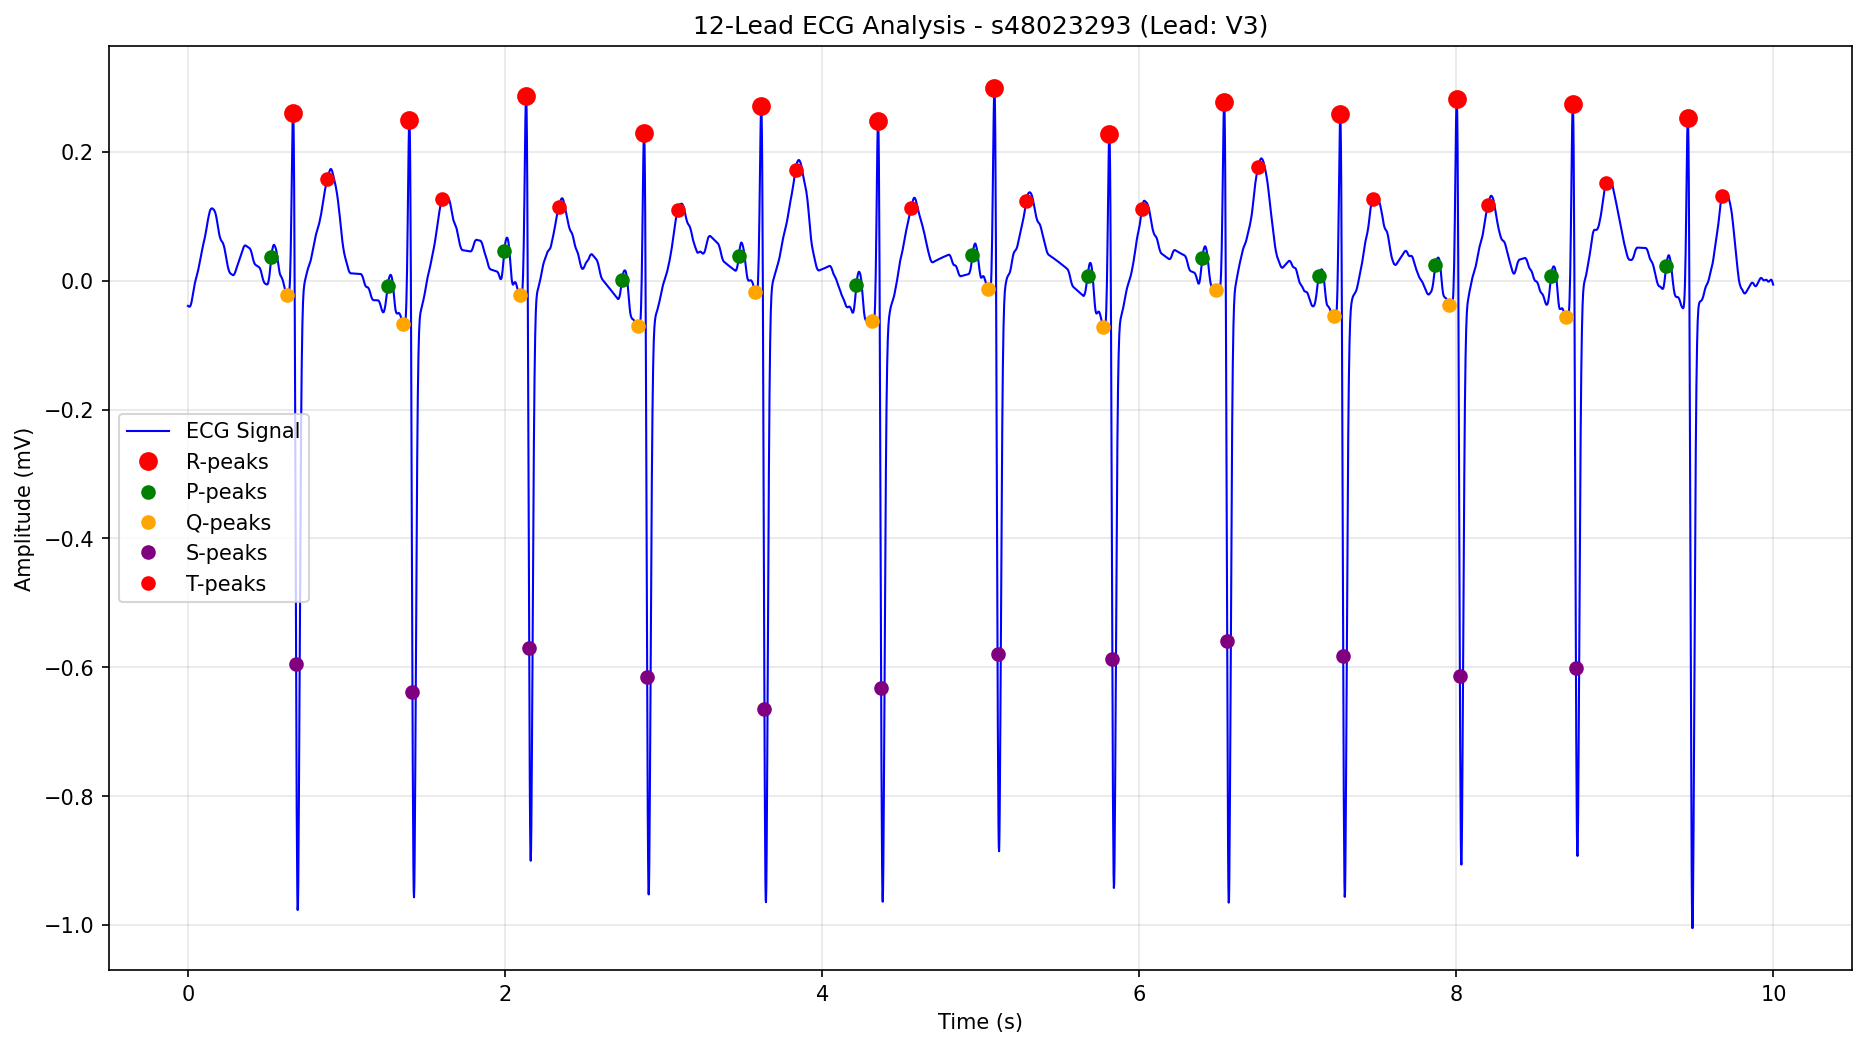 12-Lead ECG Analysis - s48023293 (Lead: V3)
Amplitude (mV)
0.2
0.0
−0.2
−0.4
−0.6
−0.8
−1.0
ECG Signal
R-peaks
P-peaks
Q-peaks
S-peaks
T-peaks
0 2 4 6 8 10
Time (s)